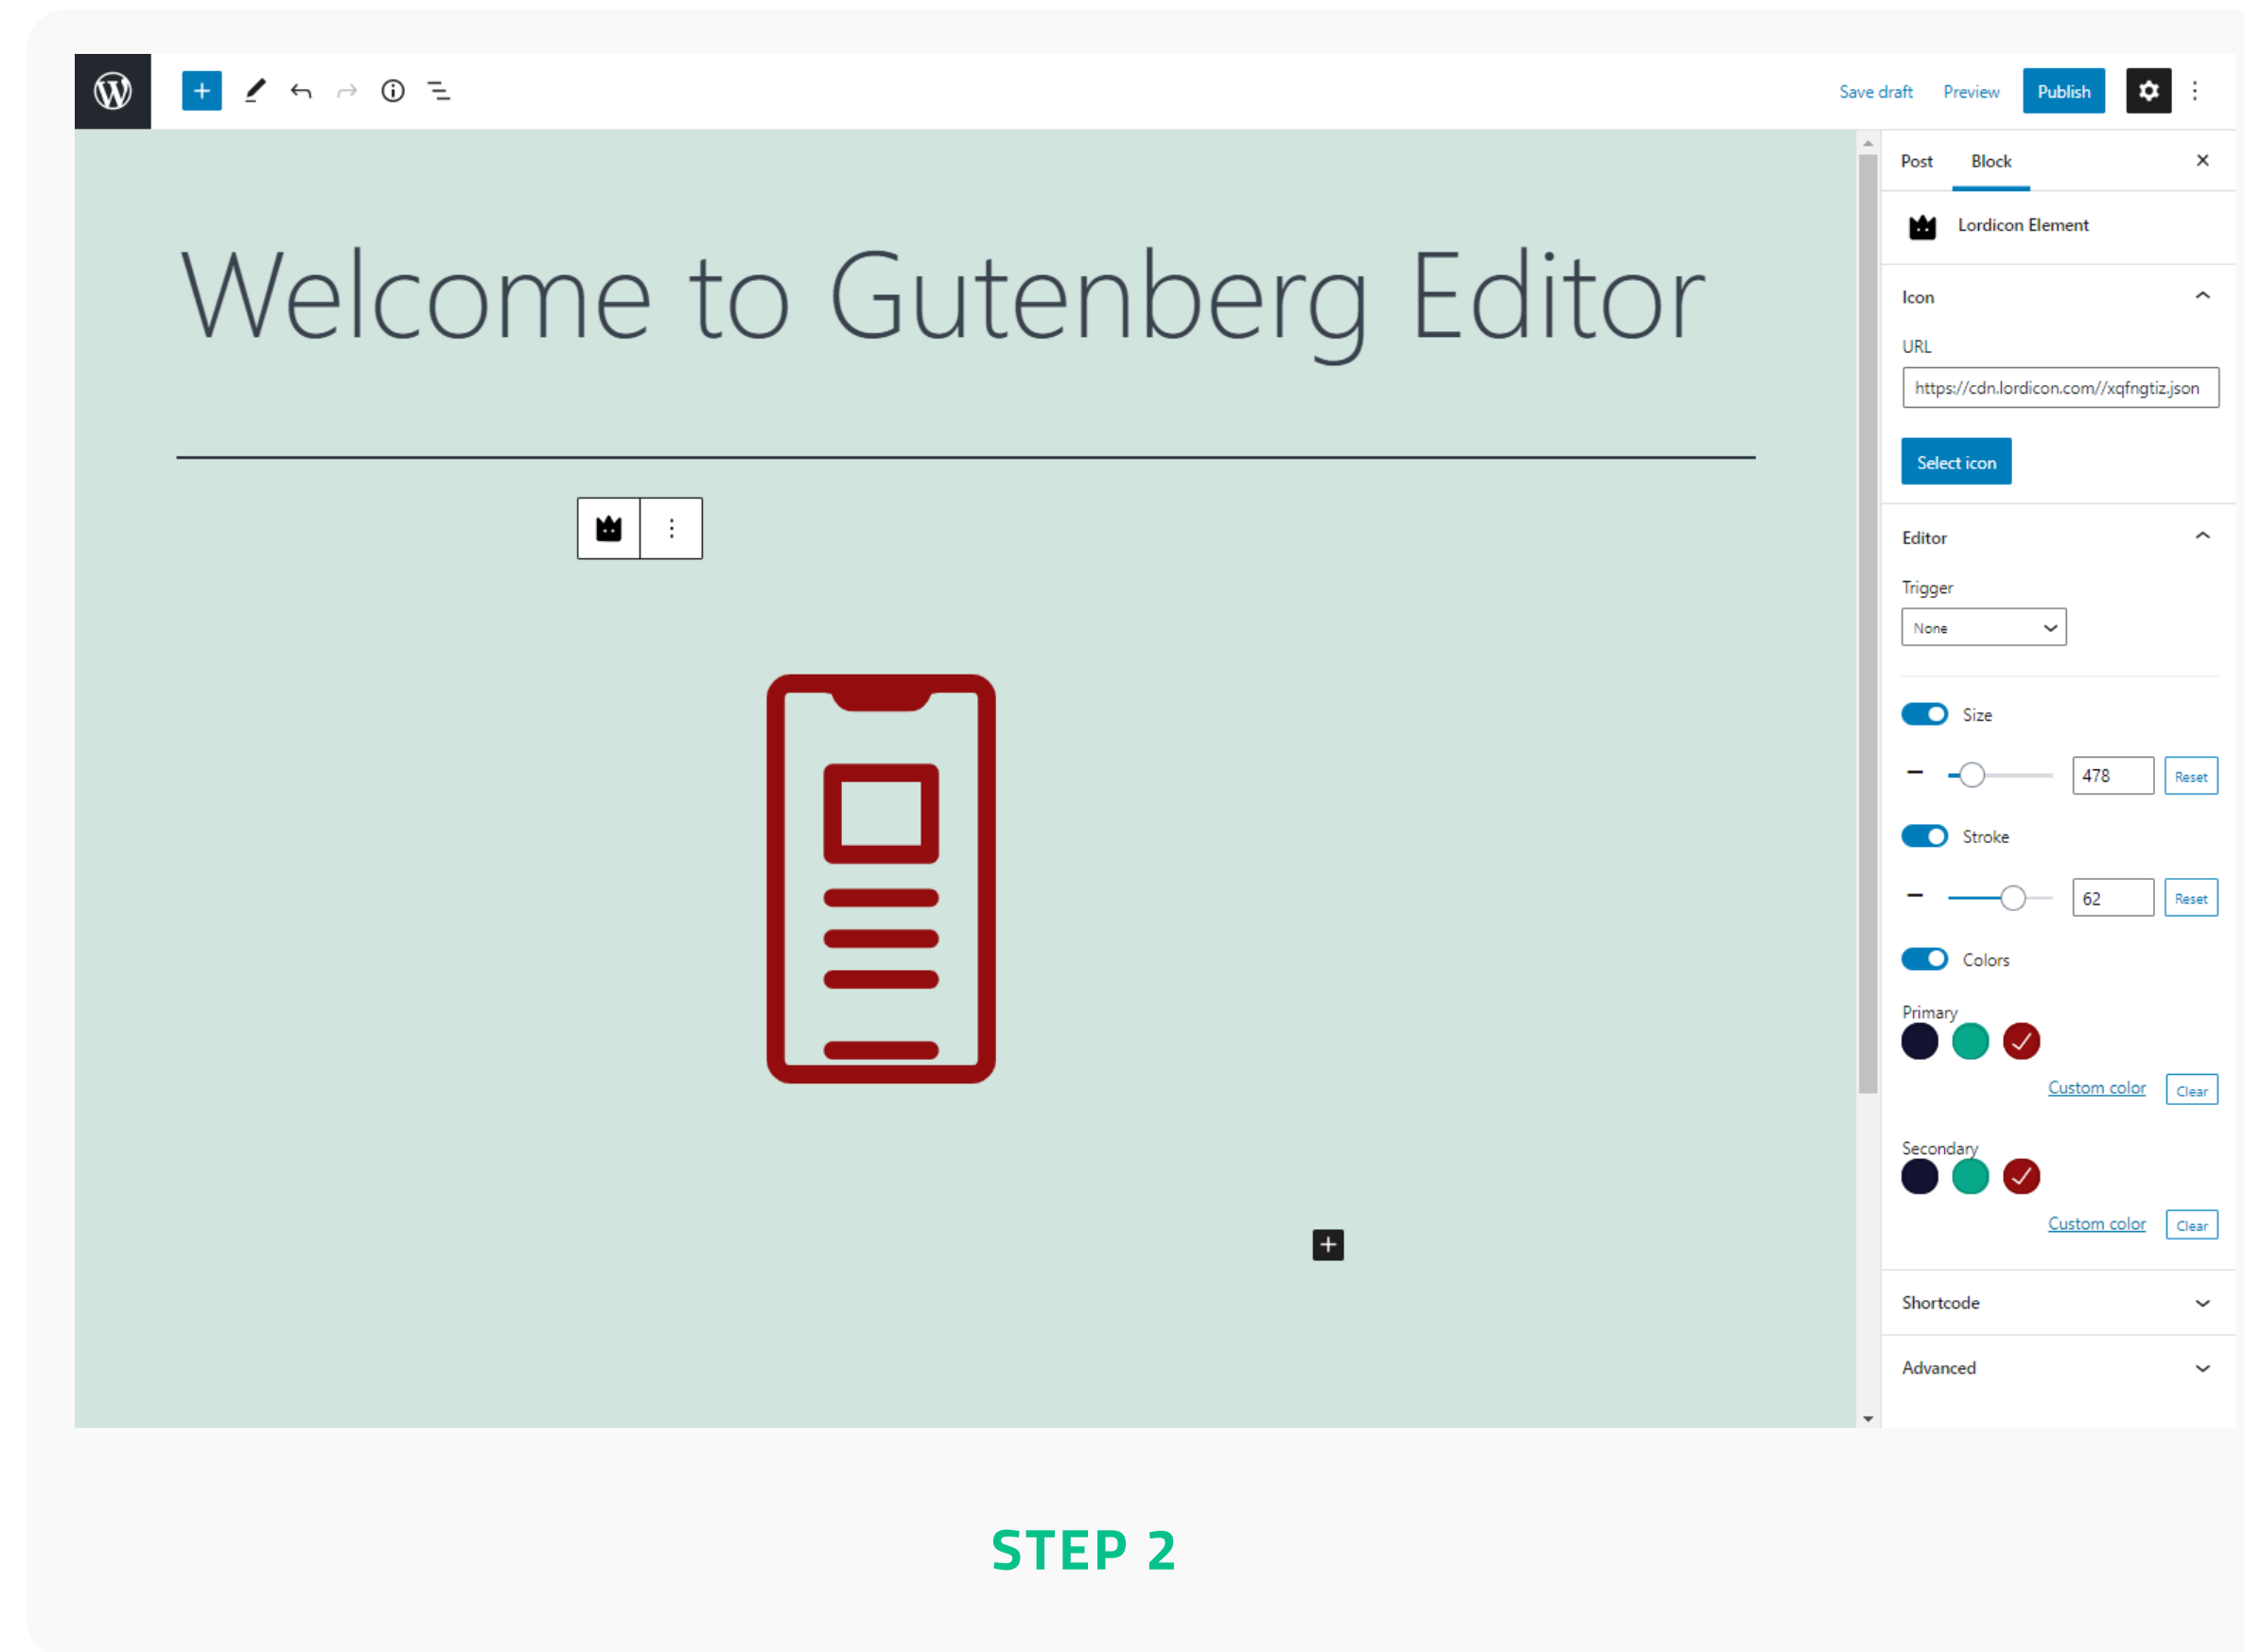 Save draft Preview Publish
Post Block
Lordicon Element
Welcome to Gutenberg Editor
Icon
URL
https://cdn.lordicon.com//xqfngtiz.json
Select icon
Editor
Trigger
None
Size
478 Reset
Stroke
62 Reset
Colors
Primary
Custom color Clear
Secondary
Custom color Clear
Shortcode
Advanced
STEP 2